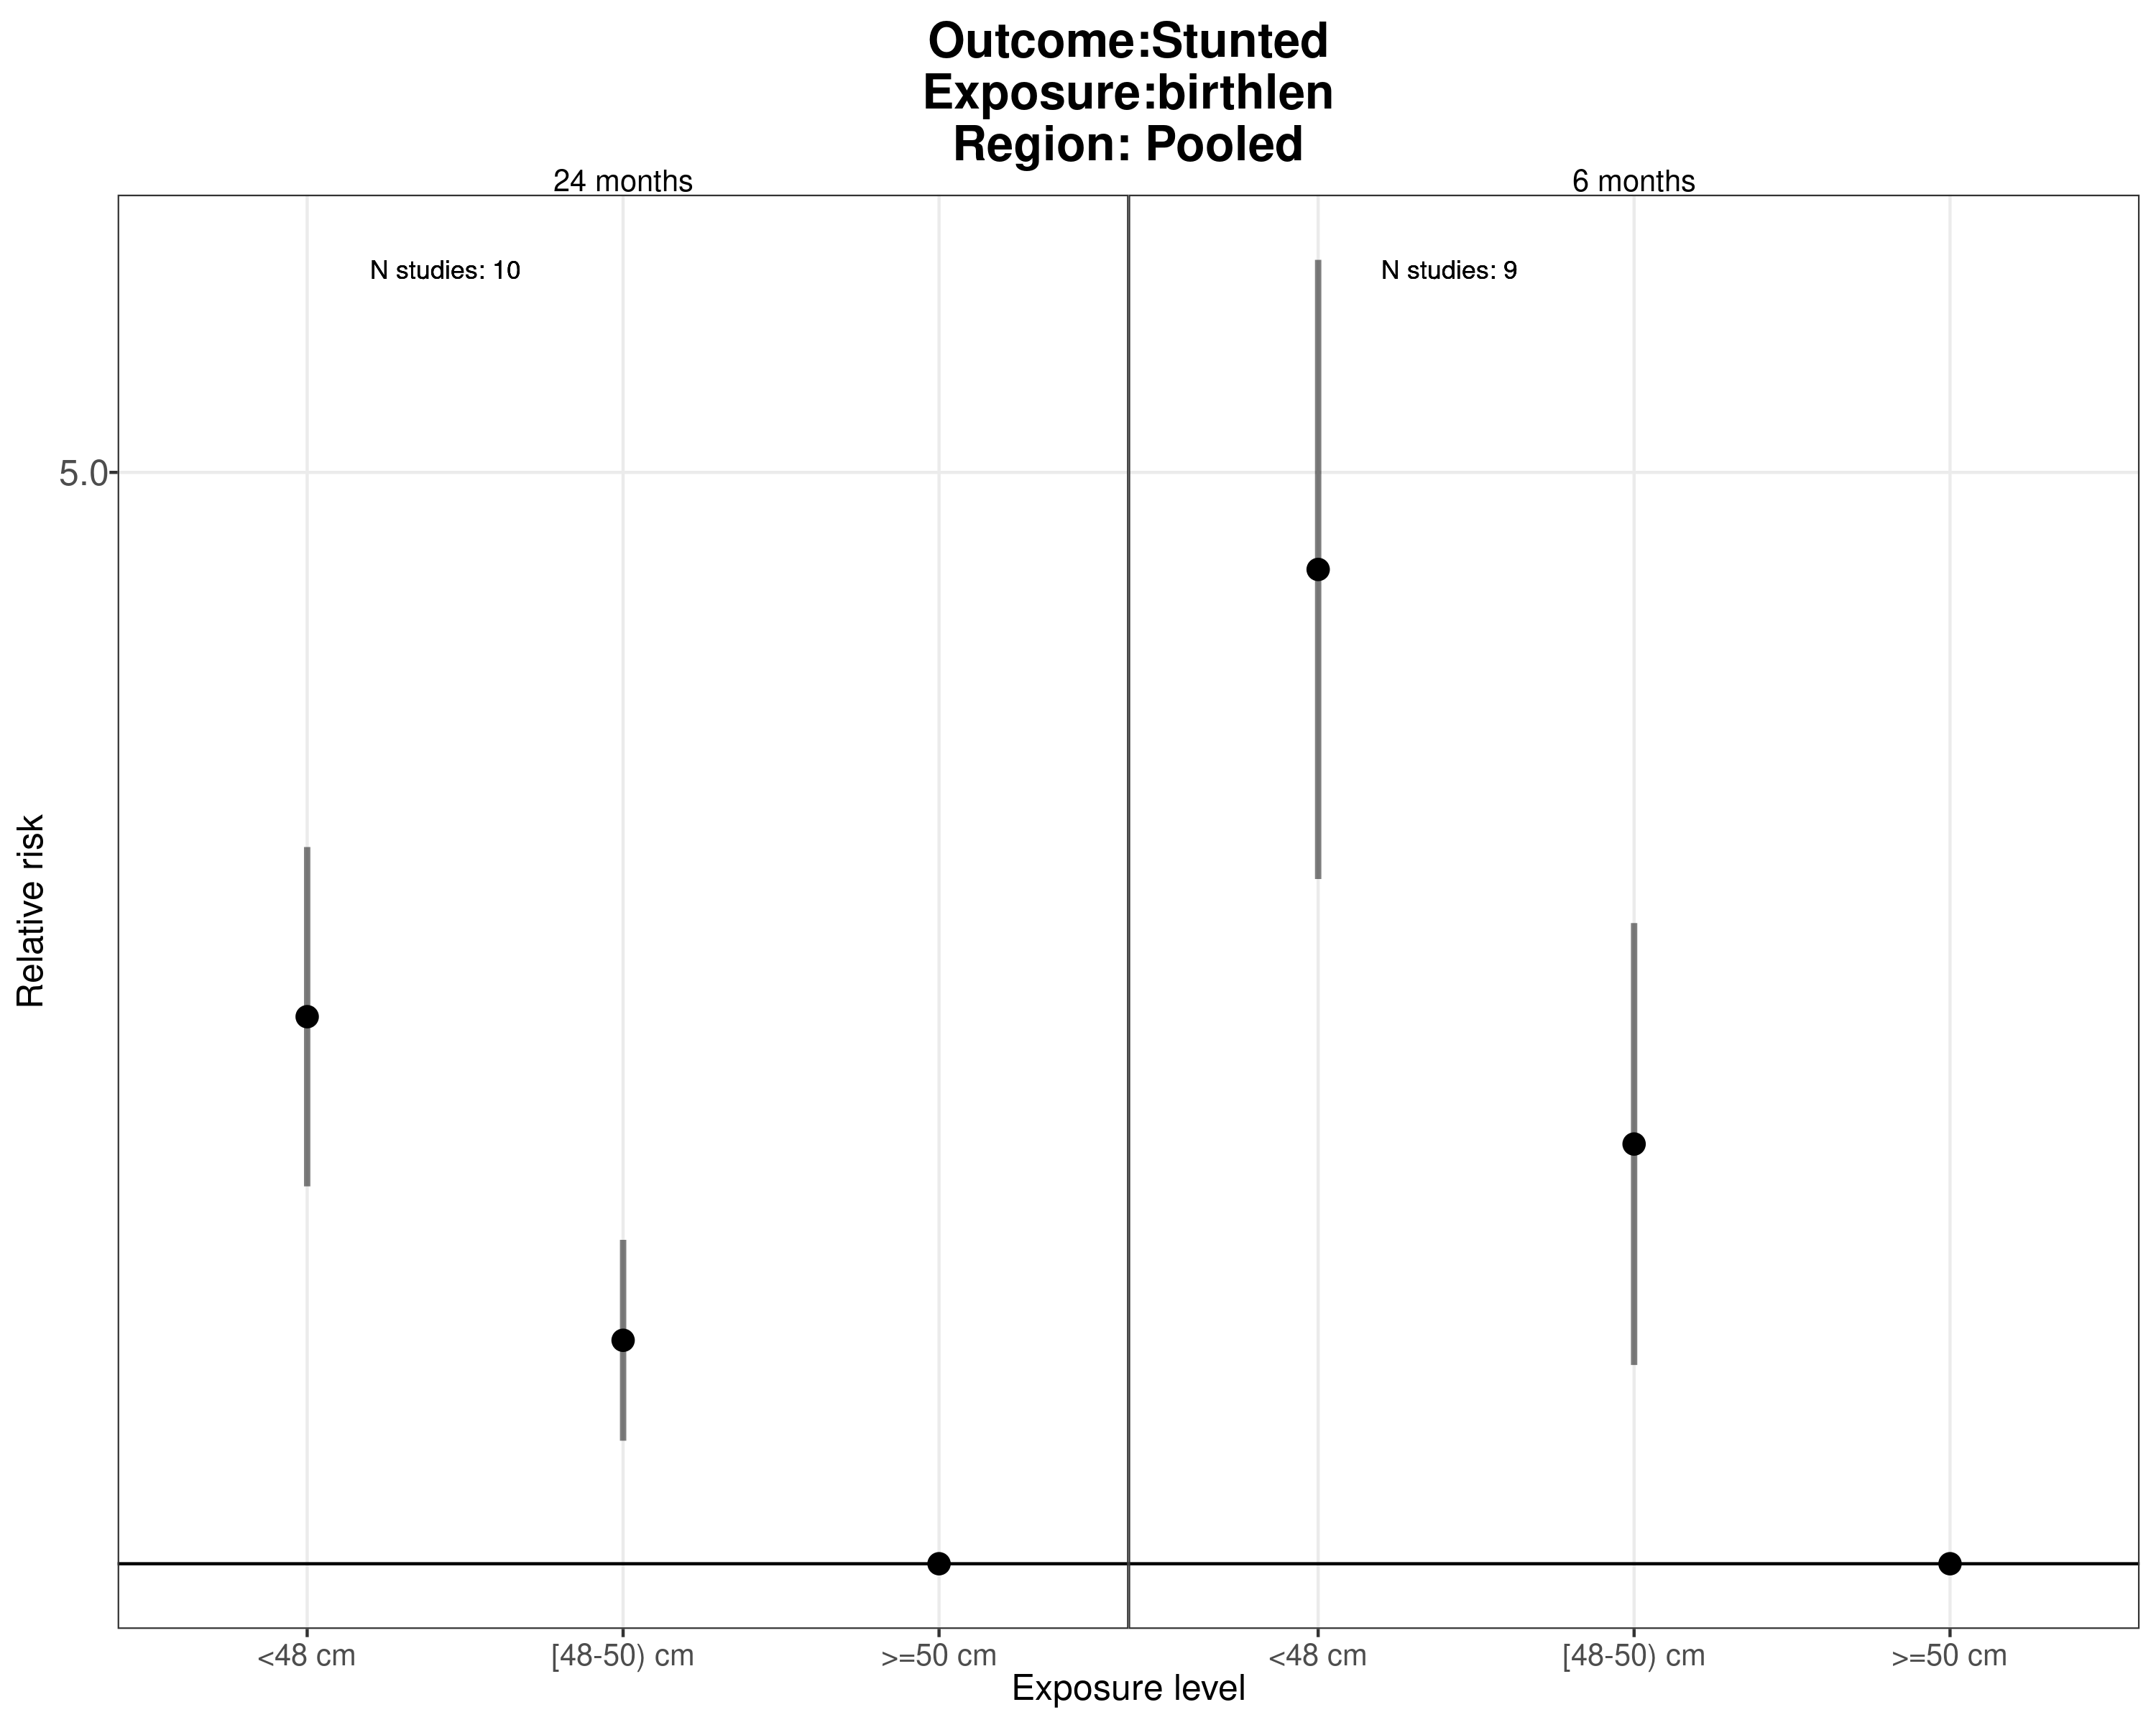 Outcome:Stunted
Exposure:birthlen
Region: Pooled
24 months
6 months
N studies: 10
N studies: 9
5.0
Relative risk
<48 cm
[48-50) cm
>=50 cm
<48 cm
[48-50) cm
>=50 cm
Exposure level